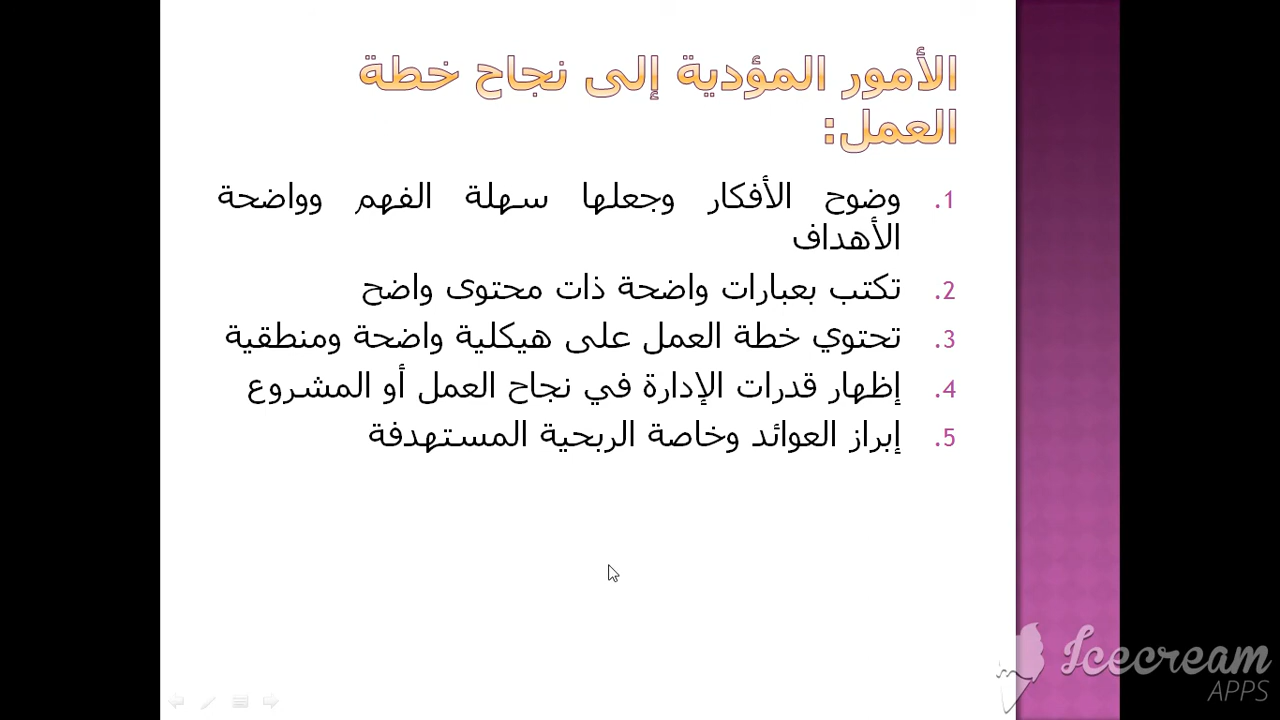 الأمور المؤدية إلى نجاح خطة
العمل:
1. وضوح الأفكار وجعلها سهلة الفهم وواضحة
الأهداف
2. تكتب بعبارات واضحة ذات محتوى واضح
3. تحتوي خطة العمل على هيكلية واضحة ومنطقية
4. إظهار قدرات الإدارة في نجاح العمل أو المشروع
5. إبراز العوائد وخاصة الربحية المستهدفة
Icecream
APPS